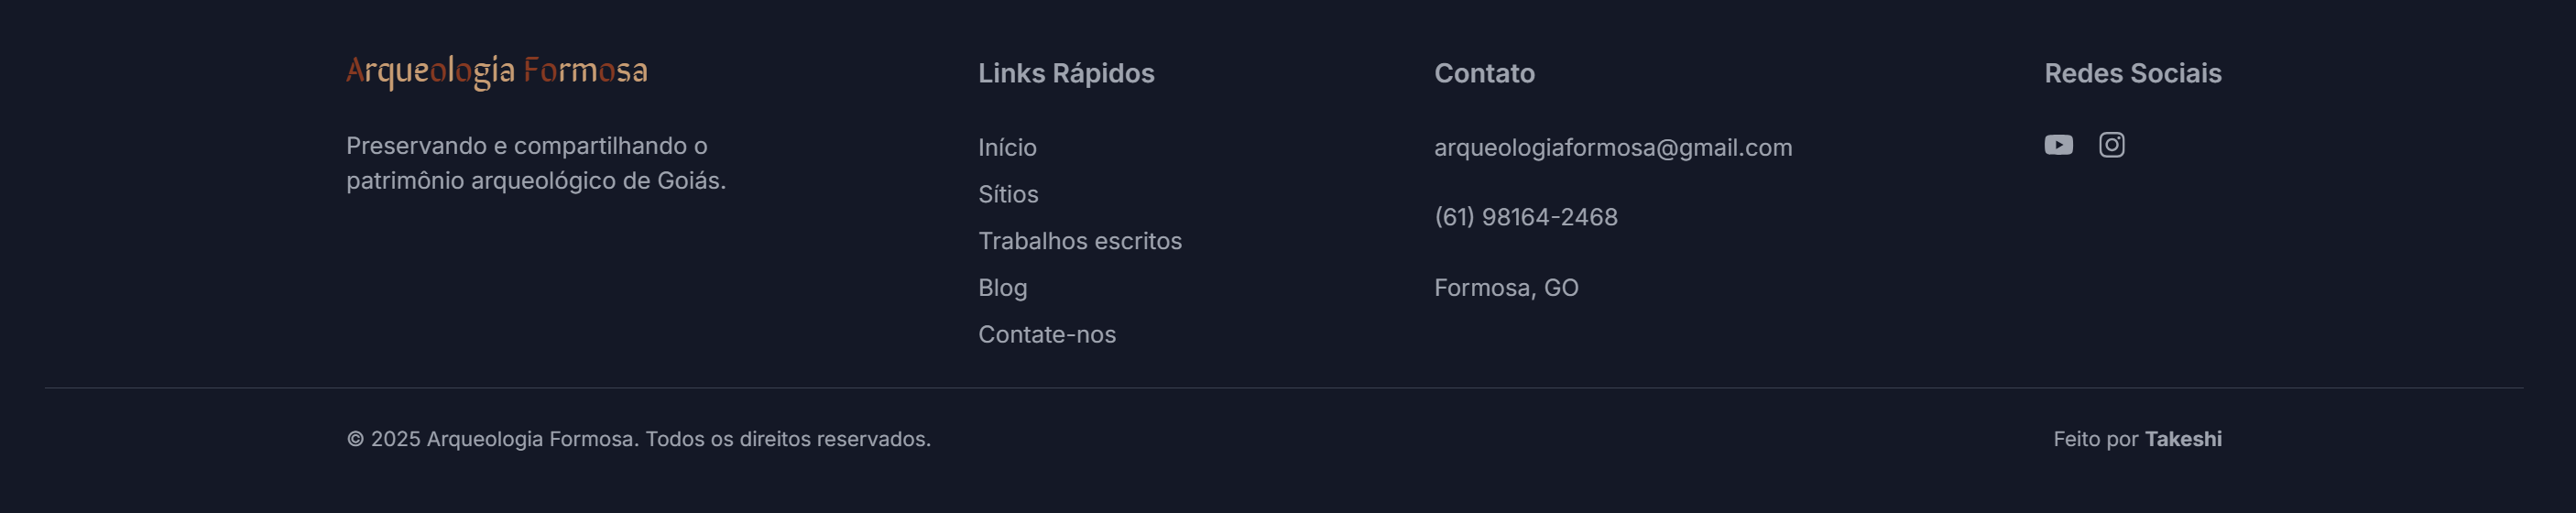 Arqueologia Formosa
Preservando e compartilhando o
patrimônio arqueológico de Goiás.
Links Rápidos
Início
Sítios
Trabalhos escritos
Blog
Contate-nos
Contato
arqueologiaformosa@gmail.com
(61) 98164-2468
Formosa, GO
Redes Sociais
© 2025 Arqueologia Formosa. Todos os direitos reservados.
Feito por Takeshi